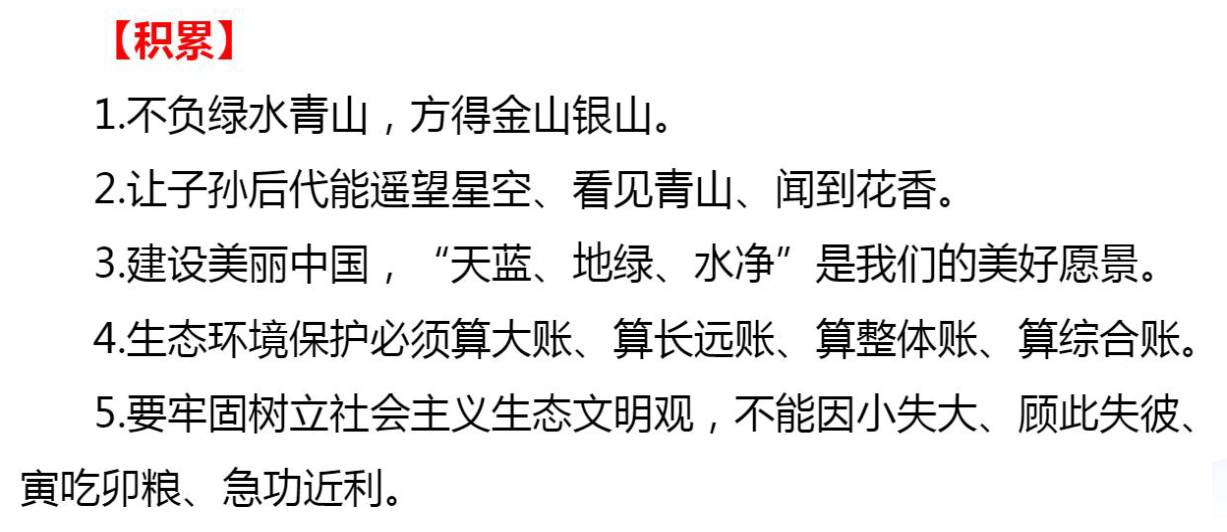 【积累】
1.不负绿水青山，方得金山银山。
2.让子孙后代能遥望星空、看见青山、闻到花香。
3.建设美丽中国，“天蓝、地绿、水净”是我们的美好愿景。
4.生态环境保护必须算大账、算长远账、算整体账、算综合账。
5.要牢固树立社会主义生态文明观，不能因小失大、顾此失彼、
寅吃卯粮、急功近利。